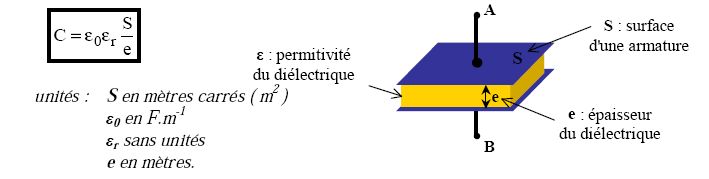 C = ε0εr S/e
unités : S en mètres carrés ( m² )
ε0 en F.m-1
εr sans unités
e en mètres.
ε : permitivité
du diélectrique
A
S
e
B
S : surface
d'une armature
e : épaisseur
du diélectrique